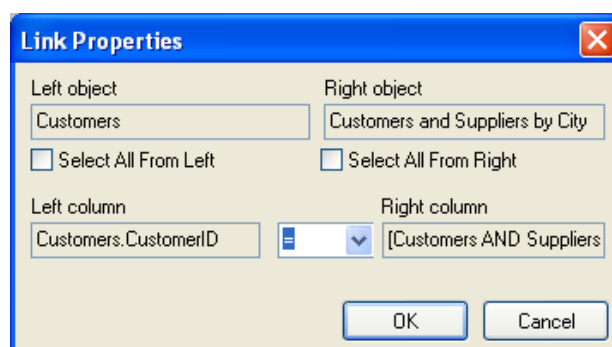 Link Properties
Left object Right object
Customers Customers and Suppliers by City
Select All From Left Select All From Right
Left column Right column
Customers.CustomerID = [Customers AND Suppliers
OK Cancel